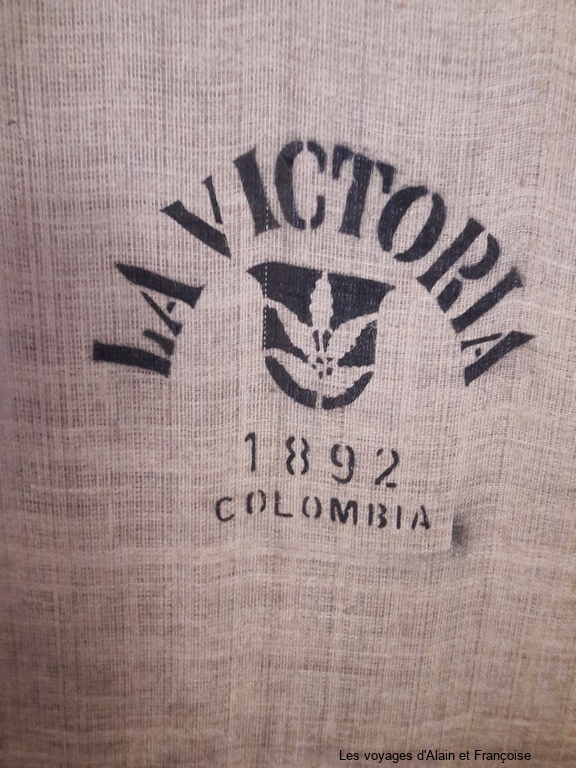 LA VICTORIA
1892
COLOMBIA
Les voyages d'Alain et Françoise